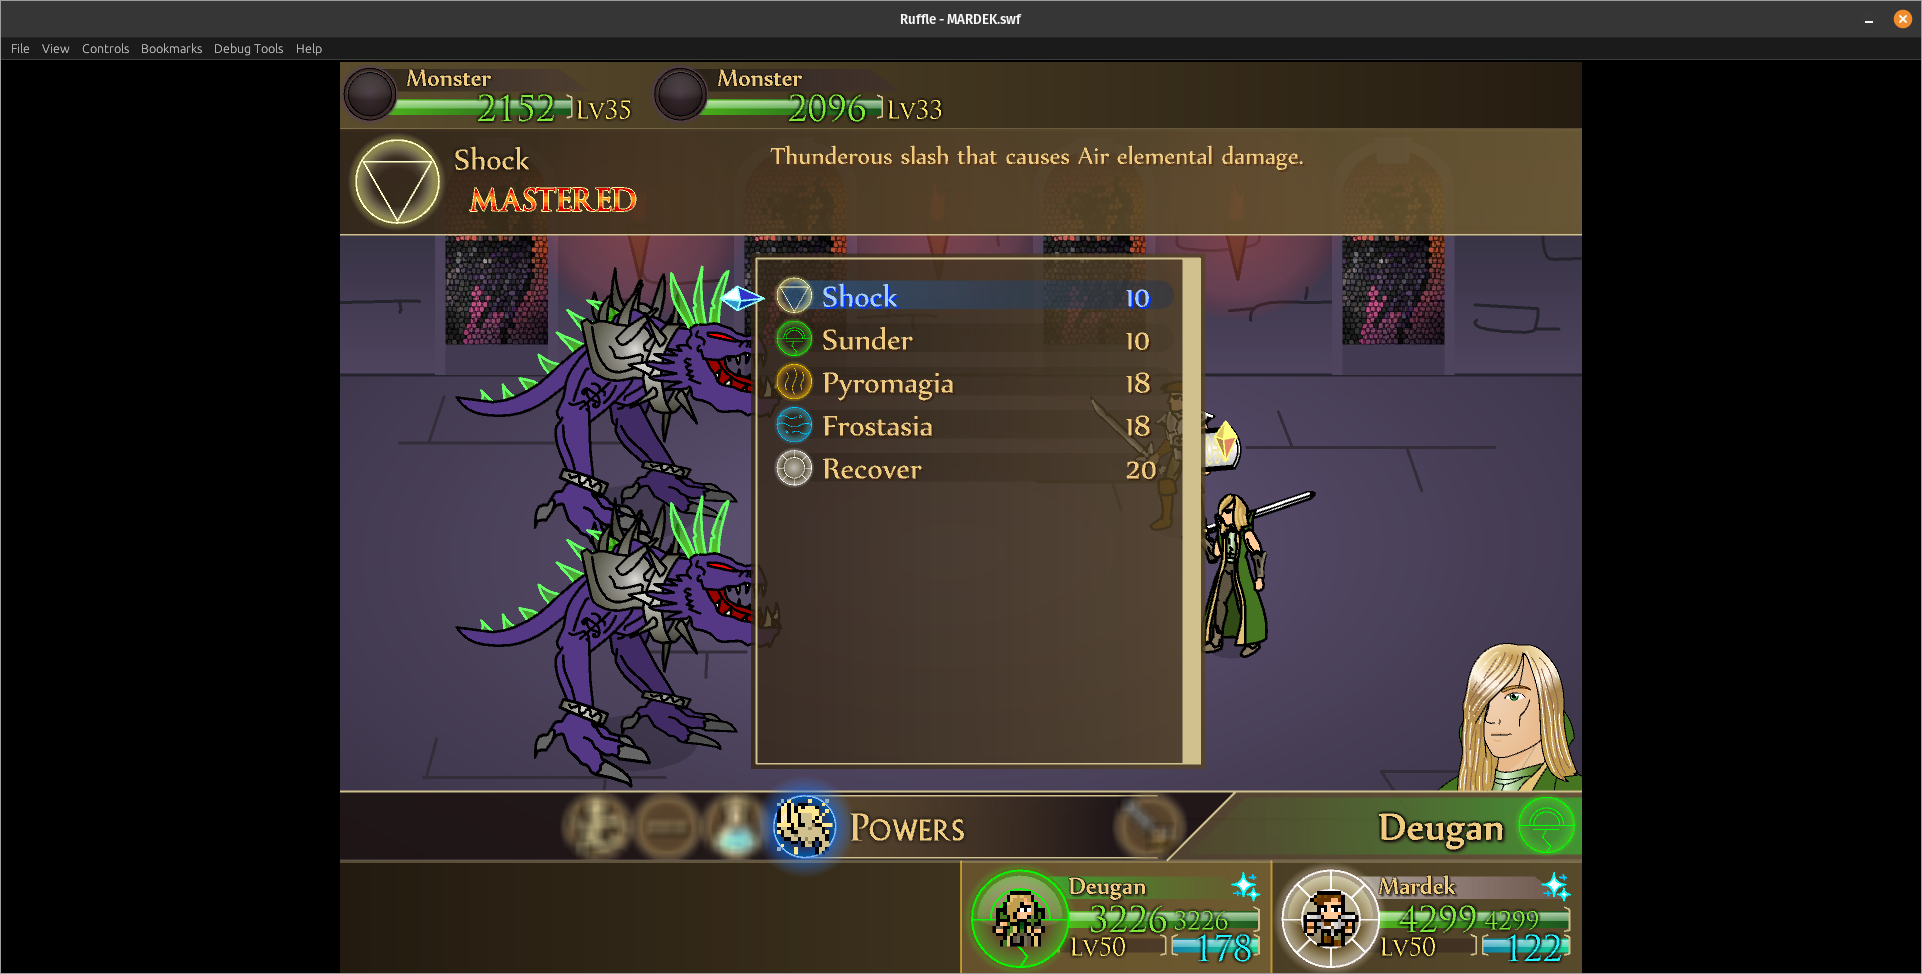 Ruffle - MARDEK.swf
File View Controls Bookmarks Debug Tools Help
Monster
2152 Lv35
Monster
2096 Lv33
Shock
MASTERED
Thunderous slash that causes Air elemental damage.
Shock 10
Sunder 10
Pyromagia 18
Frostasia 18
Recover 20
Powers
Deugan
Deugan
3226 3226
Lv50 178
Mardek
4299 4299
Lv50 122